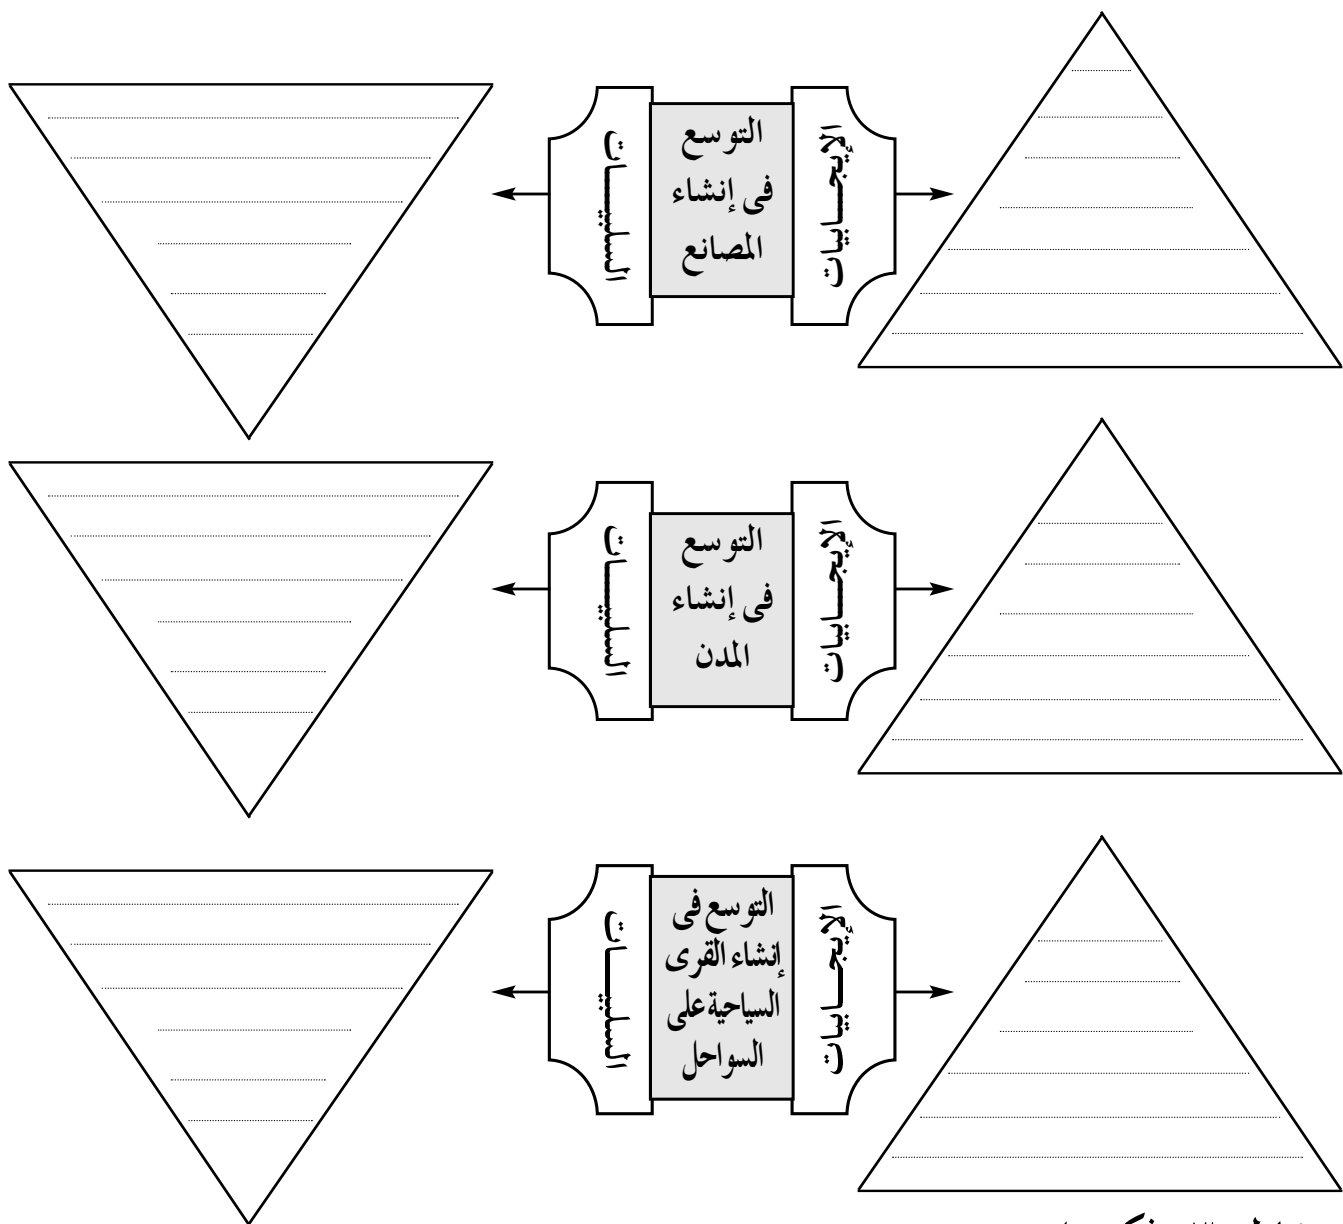 الإيجابيات
التوسع
فى إنشاء
المصانع
السلبيات
الإيجابيات
التوسع
فى إنشاء
المدن
السلبيات
الإيجابيات
التوسع فى
إنشاء القرى
السياحية على
السواحل
السلبيات